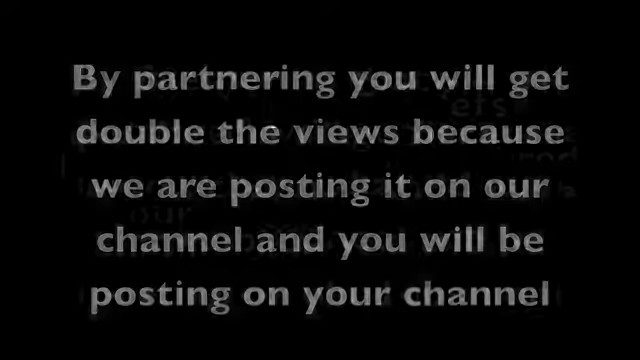 By partnering you will get
double the views because
we are posting it on our
channel and you will be
posting on your channel